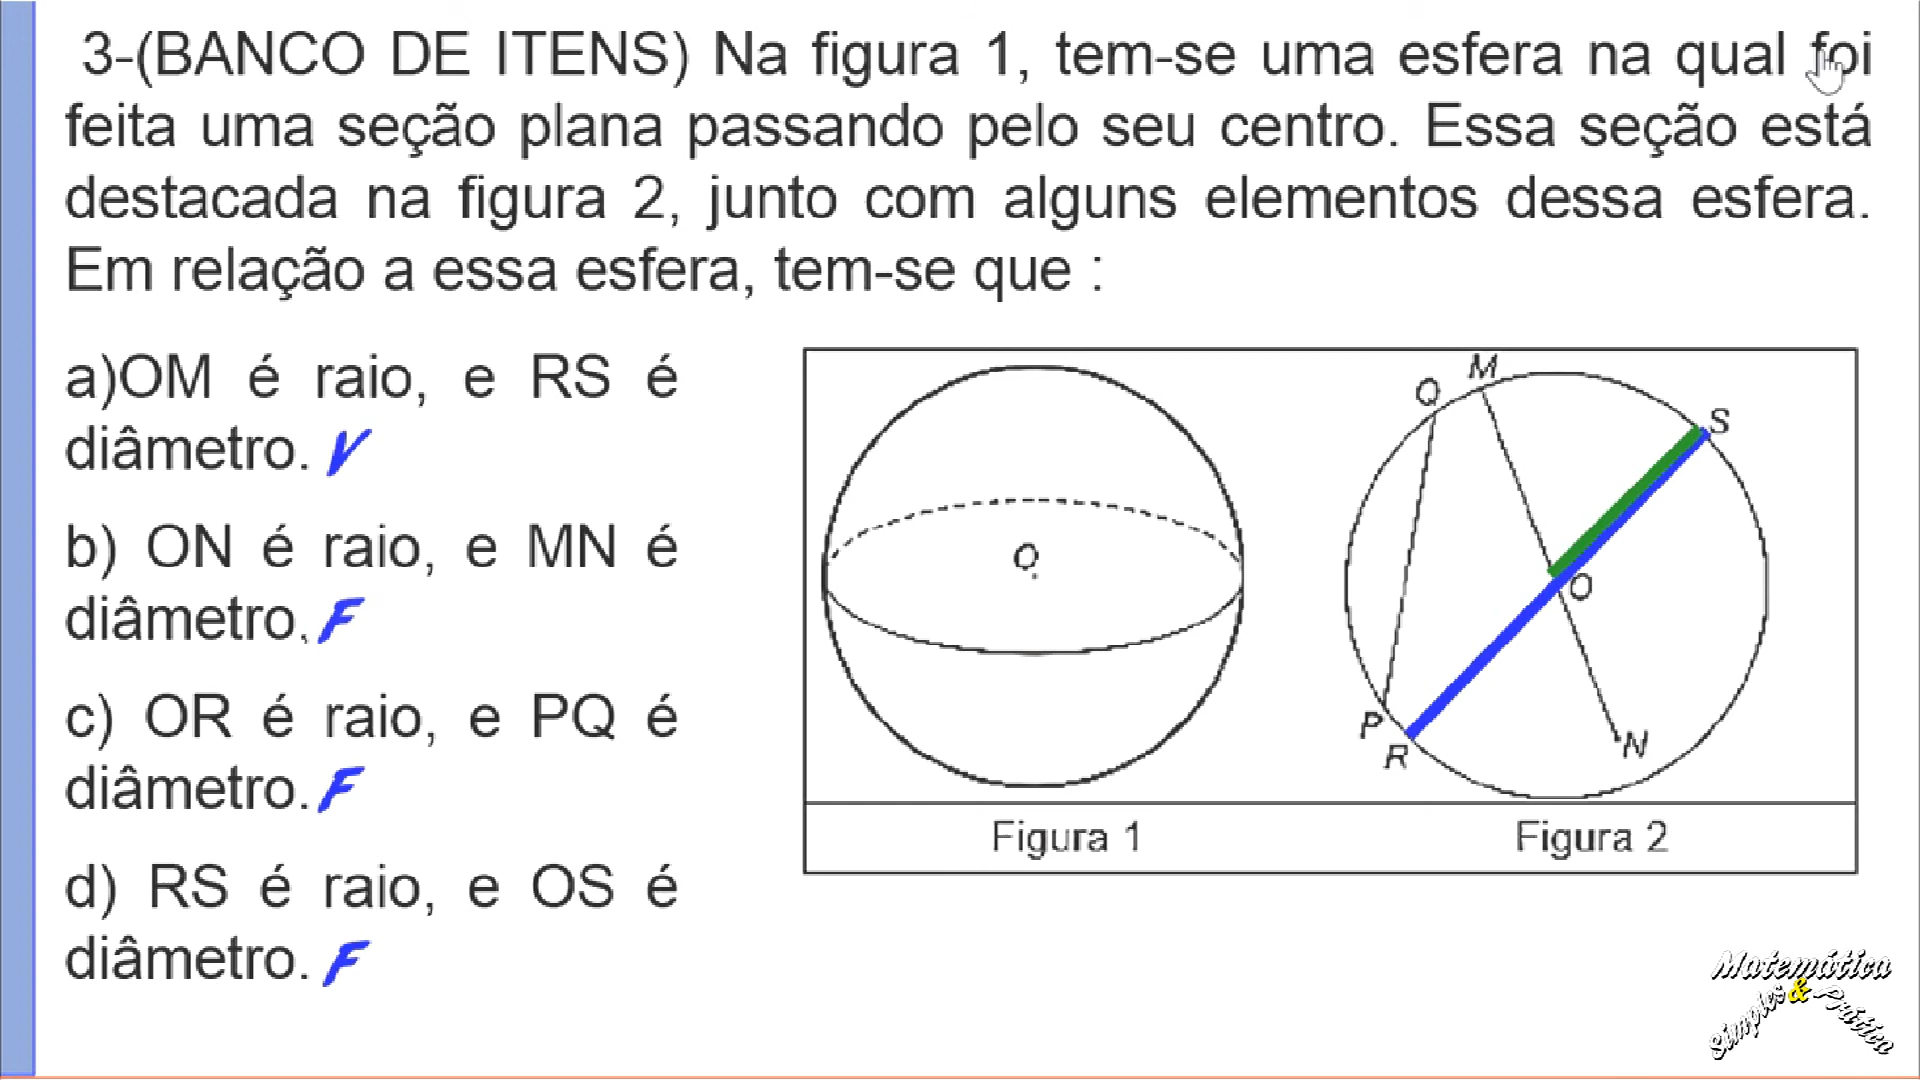 3-(BANCO DE ITENS) Na figura 1, tem-se uma esfera na qual foi
feita uma seção plana passando pelo seu centro. Essa seção está
destacada na figura 2, junto com alguns elementos dessa esfera.
Em relação a essa esfera, tem-se que :
a)OM é raio, e RS é
diâmetro. V
b) ON é raio, e MN é
diâmetro. F
c) OR é raio, e PQ é
diâmetro. F
d) RS é raio, e OS é
diâmetro. F
O
Q
M
S
O
P
R
N
Figura 1
Figura 2
Matemática
Simples & Prática